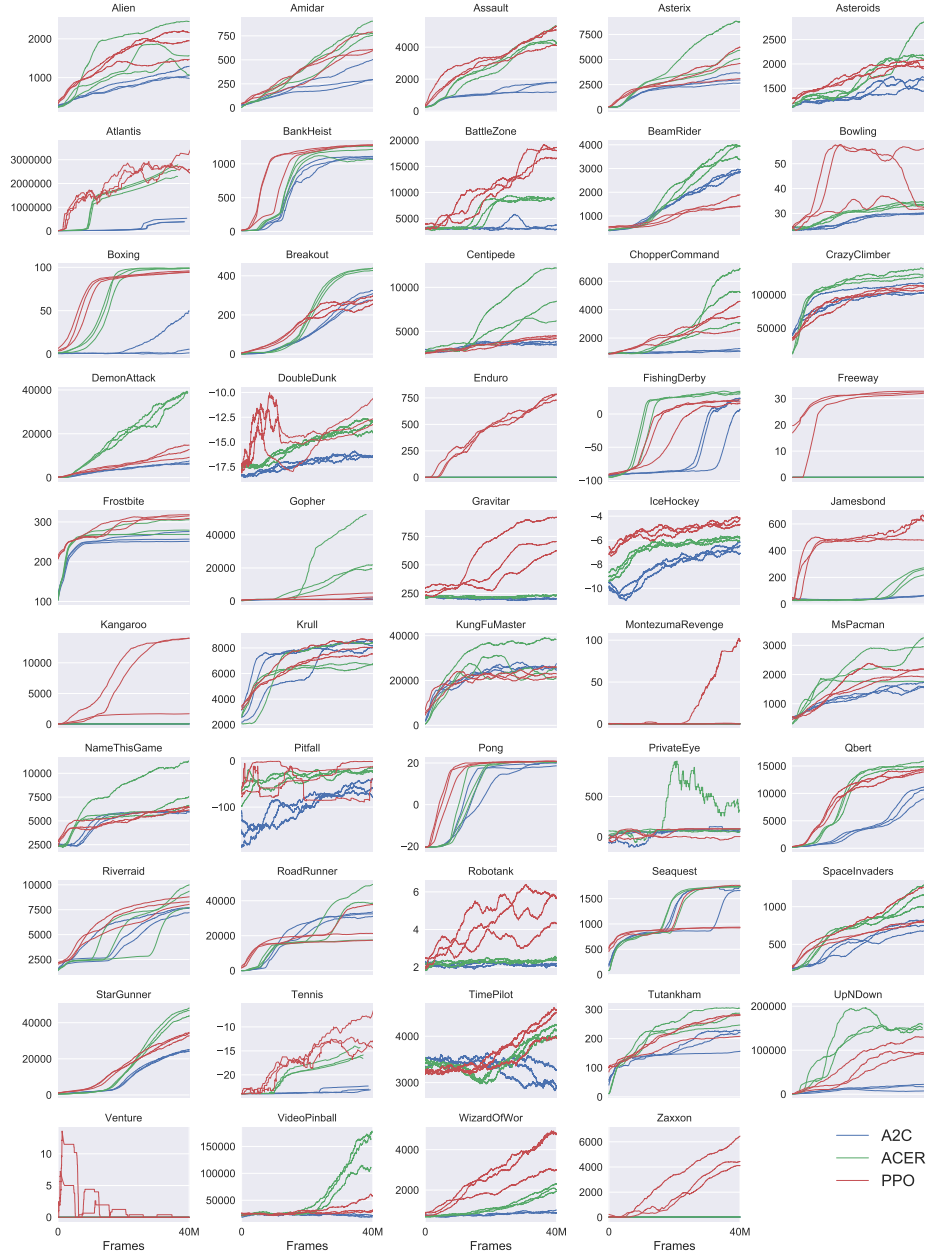 Alien
2000
1000
Amidar
750
500
250
0
Assault
4000
2000
0
Asterix
7500
5000
2500
0
Asteroids
2500
2000
1500
1000
Atlantis
3000000
2000000
1000000
0
BankHeist
1000
500
0
BattleZone
20000
15000
10000
5000
BeamRider
4000
3000
2000
1000
Bowling
50
40
30
Boxing
100
50
0
Breakout
400
200
0
Centipede
10000
5000
ChopperCommand
6000
4000
2000
CrazyClimber
100000
50000
DemonAttack
40000
20000
0
DoubleDunk
−10.0
−12.5
−15.0
−17.5
Enduro
750
500
250
0
FishingDerby
0
−50
−100
Freeway
30
20
10
0
Frostbite
300
200
100
Gopher
40000
20000
0
Gravitar
750
500
250
IceHockey
−4
−6
−8
−10
Jamesbond
600
400
200
0
Kangaroo
10000
5000
0
Krull
8000
6000
4000
2000
KungFuMaster
40000
20000
0
MontezumaRevenge
100
50
0
MsPacman
3000
2000
1000
NameThisGame
10000
7500
5000
2500
Pitfall
0
−100
Pong
20
0
−20
PrivateEye
500
0
Qbert
15000
10000
5000
0
Riverraid
10000
7500
5000
2500
RoadRunner
40000
20000
0
Robotank
6
4
2
Seaquest
1500
1000
500
0
SpaceInvaders
1000
500
StarGunner
40000
20000
0
Tennis
−10
−15
−20
TimePilot
4000
3000
Tutankham
300
200
100
0
UpNDown
200000
100000
0
Venture
10
5
0
0
40M
Frames
VideoPinball
150000
100000
50000
0
0
40M
Frames
WizardOfWor
4000
2000
0
0
40M
Frames
Zaxxon
6000
4000
2000
0
0
40M
Frames
A2C
ACER
PPO